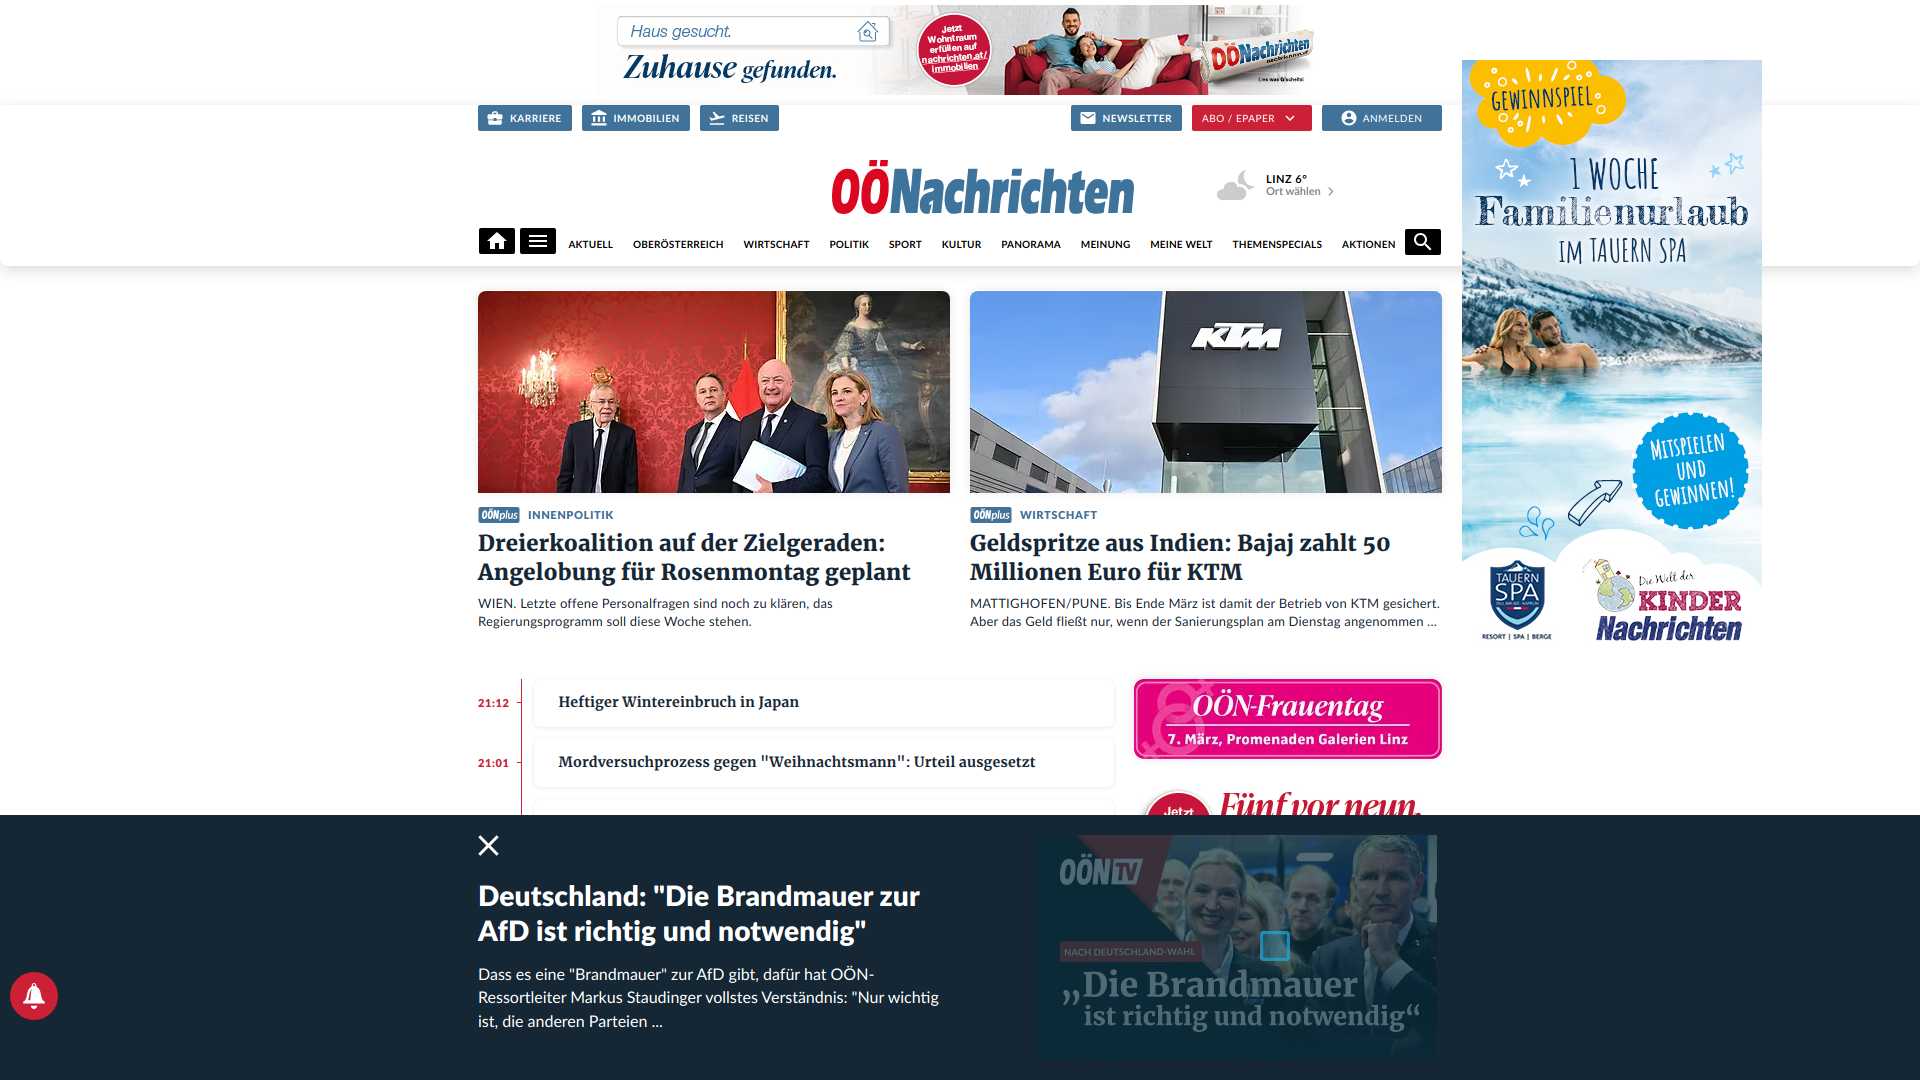 Haus gesucht.
Zuhause gefunden.
Jetzt
Wohntraum
erfüllen auf
nachrichten.at/
immobilien
OÖNachrichten
KARRIERE
IMMOBILIEN
REISEN
NEWSLETTER
ABO / EPAPER
ANMELDEN
OÖNachrichten
LINZ 6°
Ort wählen
AKTUELL
OBERÖSTERREICH
WIRTSCHAFT
POLITIK
SPORT
KULTUR
PANORAMA
MEINUNG
MEINE WELT
THEMENSPECIALS
AKTIONEN
GEWINNSPIEL
1 WOCHE
Familienurlaub
IM TAUERN SPA
MITSPIELEN
UND
GEWINNEN!
TAUERN
SPA
RESORT | SPA | BERGE
Die Welt der
KINDER
Nachrichten
KTM
OÖNplus INNENPOLITIK
Dreierkoalition auf der Zielgeraden:
Angelobung für Rosenmontag geplant
WIEN. Letzte offene Personalfragen sind noch zu klären, das
Regierungsprogramm soll diese Woche stehen.
OÖNplus WIRTSCHAFT
Geldspritze aus Indien: Bajaj zahlt 50
Millionen Euro für KTM
MATTIGHOFEN/PUNE. Bis Ende März ist damit der Betrieb von KTM gesichert.
Aber das Geld fließt nur, wenn der Sanierungsplan am Dienstag angenommen ...
21:12 Heftiger Wintereinbruch in Japan
21:01 Mordversuchprozess gegen "Weihnachtsmann": Urteil ausgesetzt
OÖN-Frauentag
7. März, Promenaden Galerien Linz
Jetzt
Fünf vor neun.
Deutschland: "Die Brandmauer zur
AfD ist richtig und notwendig"
Dass es eine "Brandmauer" zur AfD gibt, dafür hat OÖN-
Ressortleiter Markus Staudinger vollstes Verständnis: "Nur wichtig
ist, die anderen Parteien ...
OÖN TV
NACH DEUTSCHLAND-WAHL
„Die Brandmauer
ist richtig und notwendig“